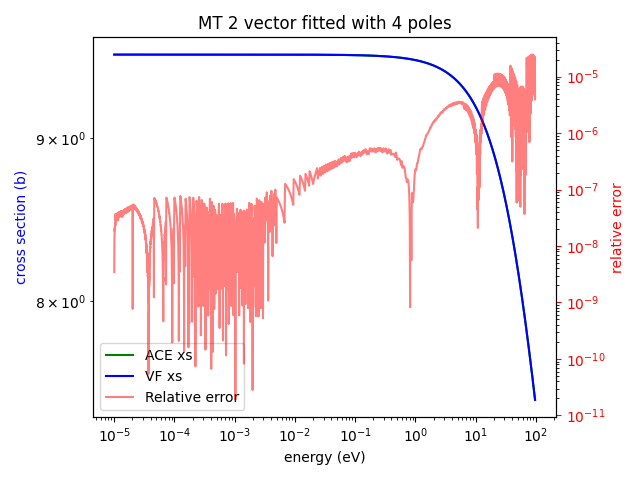 MT 2 vector fitted with 4 poles
cross section (b)
9 × 10⁰
8 × 10⁰
10⁻⁵
10⁻⁶
10⁻⁷
10⁻⁸
10⁻⁹
10⁻¹⁰
10⁻¹¹
relative error
ACE xs
VF xs
Relative error
10⁻⁵ 10⁻⁴ 10⁻³ 10⁻² 10⁻¹ 10⁰ 10¹ 10²
energy (eV)